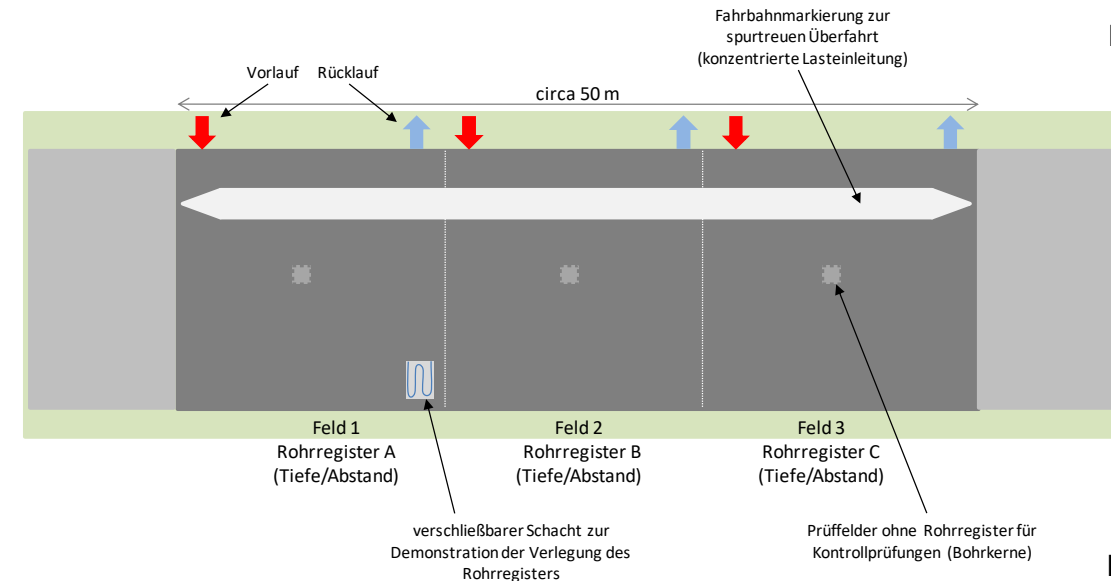 Fahrbahnmarkierung zur
spurtreuen Überfahrt
(konzentrierte Lasteinleitung)
Vorlauf
Rücklauf
circa 50 m
Feld 1
Rohrregister A
(Tiefe/Abstand)
Feld 2
Rohrregister B
(Tiefe/Abstand)
Feld 3
Rohrregister C
(Tiefe/Abstand)
verschließbarer Schacht zur
Demonstration der Verlegung des
Rohrregisters
Prüffelder ohne Rohrregister für
Kontrollprüfungen (Bohrkerne)